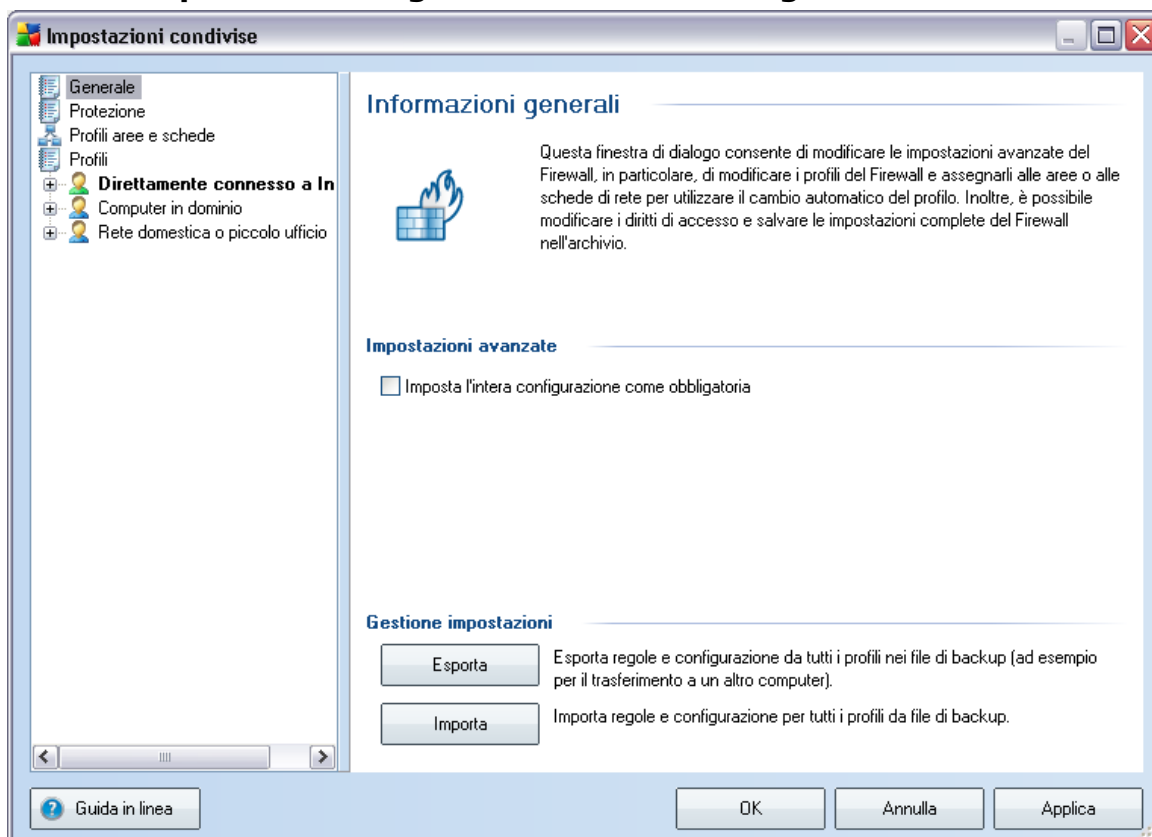 Impostazioni condivise
Generale
Protezione
Profili aree e schede
Profili
Direttamente connesso a In
Computer in dominio
Rete domestica o piccolo ufficio
Informazioni generali
Questa finestra di dialogo consente di modificare le impostazioni avanzate del
Firewall, in particolare, di modificare i profili del Firewall e assegnarli alle aree o alle
schede di rete per utilizzare il cambio automatico del profilo. Inoltre, è possibile
modificare i diritti di accesso e salvare le impostazioni complete del Firewall
nell'archivio.
Impostazioni avanzate
Imposta l'intera configurazione come obbligatoria
Gestione impostazioni
Esporta
Esporta regole e configurazione da tutti i profili nei file di backup (ad esempio
per il trasferimento a un altro computer).
Importa
Importa regole e configurazione per tutti i profili da file di backup.
Guida in linea
OK
Annulla
Applica